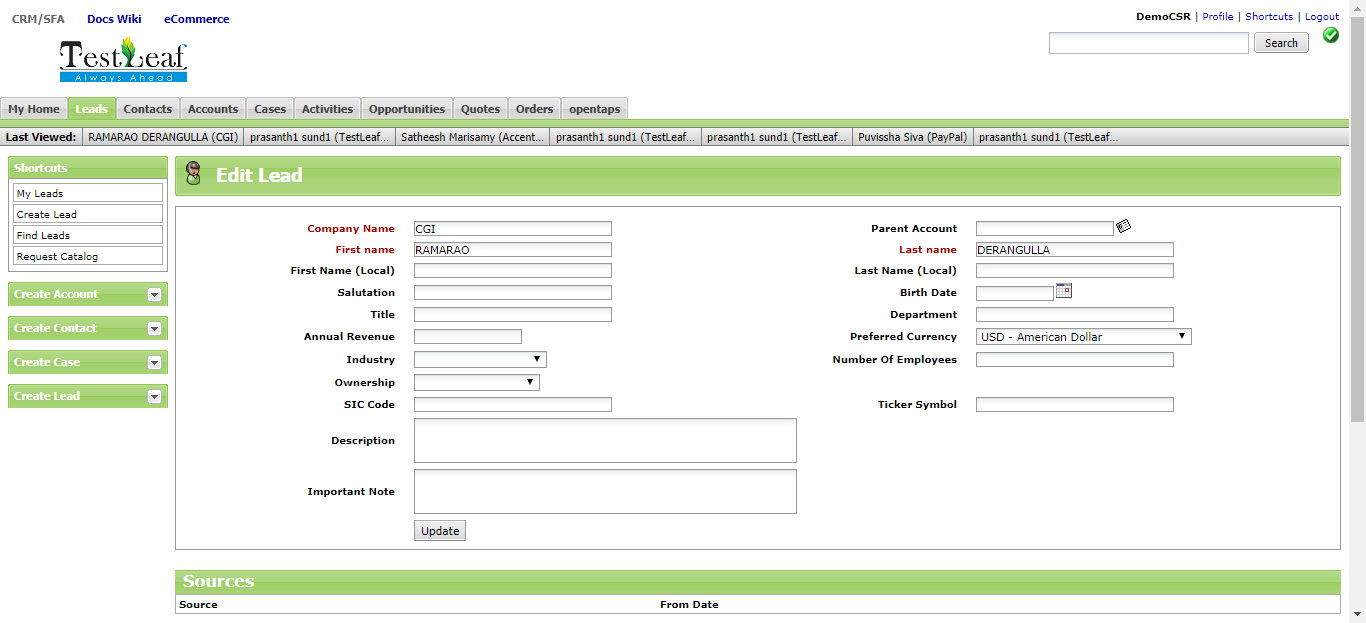 CRM/SFA Docs Wiki eCommerce
DemoCSR | Profile | Shortcuts | Logout
Search
TestLeaf
Always Ahead
My Home Leads Contacts Accounts Cases Activities Opportunities Quotes Orders opentaps
Last Viewed: RAMARAO DERANGULLA (CGI) prasanth1 sund1 (TestLeaf... Satheesh Marisamy (Accent... prasanth1 sund1 (TestLeaf... prasanth1 sund1 (TestLeaf... Puvissha Siva (PayPal) prasanth1 sund1 (TestLeaf...
Shortcuts
My Leads
Create Lead
Find Leads
Request Catalog
Create Account
Create Contact
Create Case
Create Lead
Edit Lead
Company Name CGI Parent Account
First name RAMARAO Last name DERANGULLA
First Name (Local) Last Name (Local)
Salutation Birth Date
Title Department
Annual Revenue Preferred Currency USD - American Dollar
Industry Number Of Employees
Ownership
SIC Code Ticker Symbol
Description
Important Note
Update
Sources
Source From Date